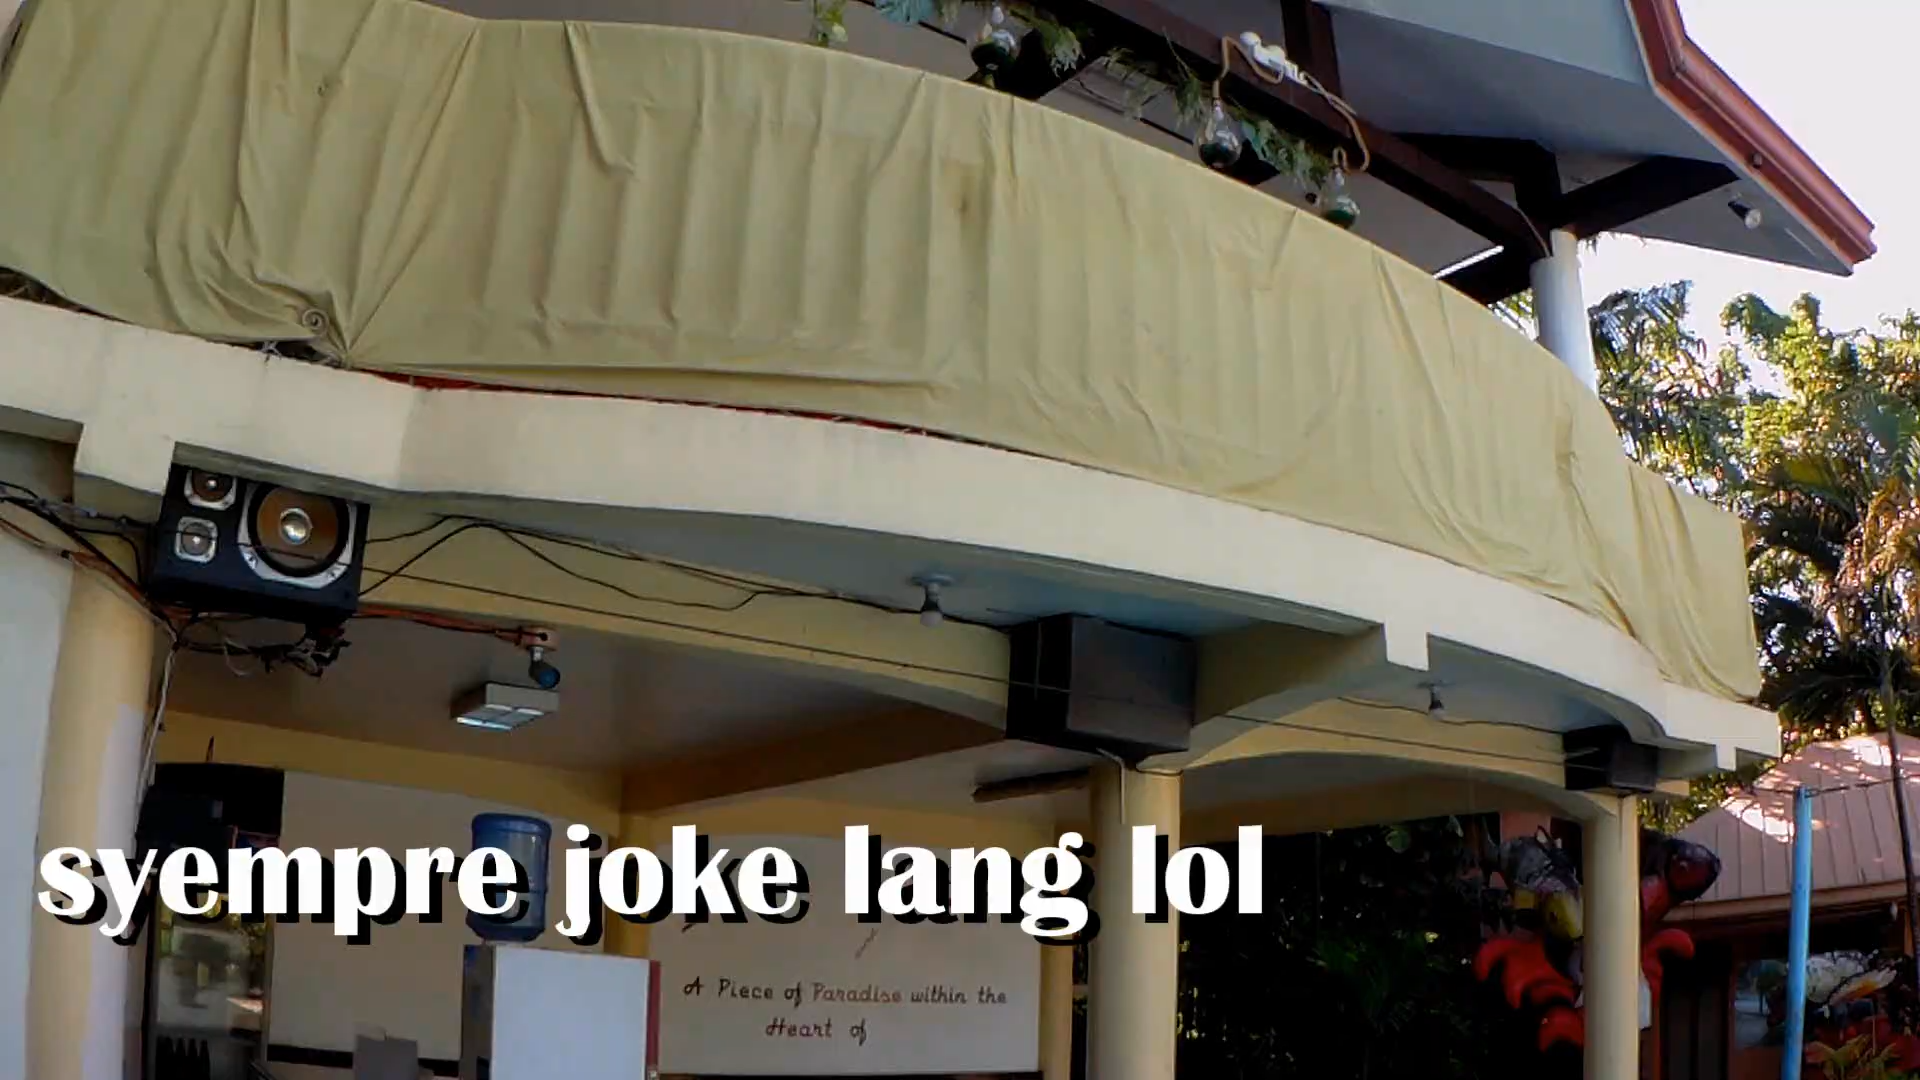 syempre joke lang lol
A Piece of Paradise within the
Heart of